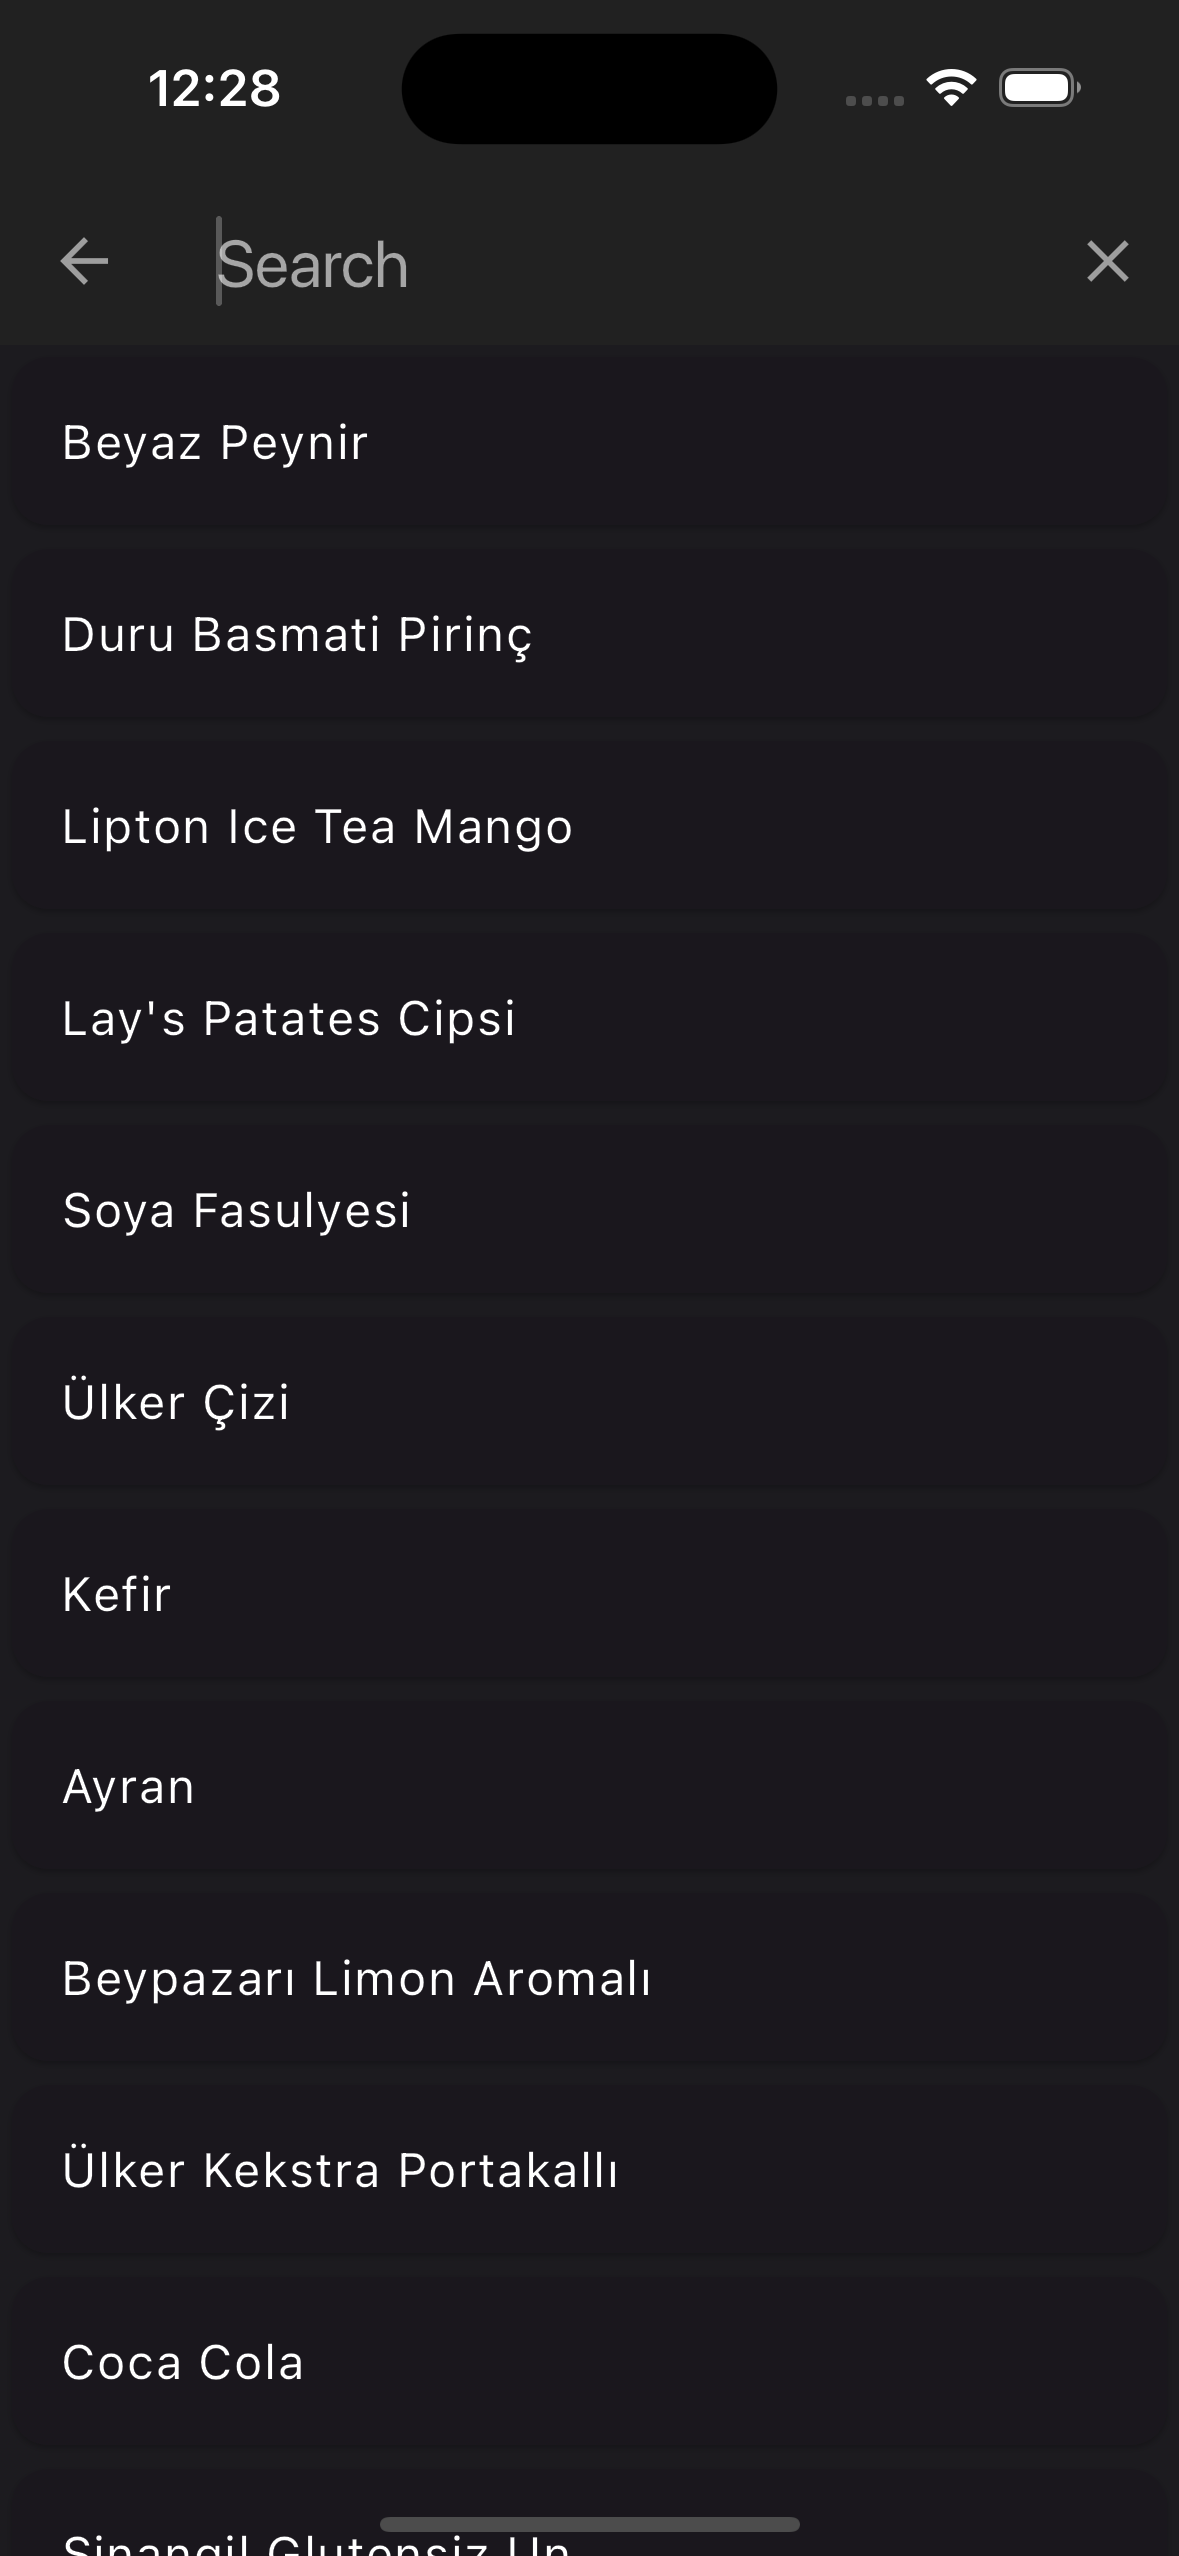 12:28
Search
Beyaz Peynir
Duru Basmati Pirinç
Lipton Ice Tea Mango
Lay's Patates Cipsi
Soya Fasulyesi
Ülker Çizi
Kefir
Ayran
Beypazarı Limon Aromalı
Ülker Kekstra Portakallı
Coca Cola
Sinangil Glutensiz Un